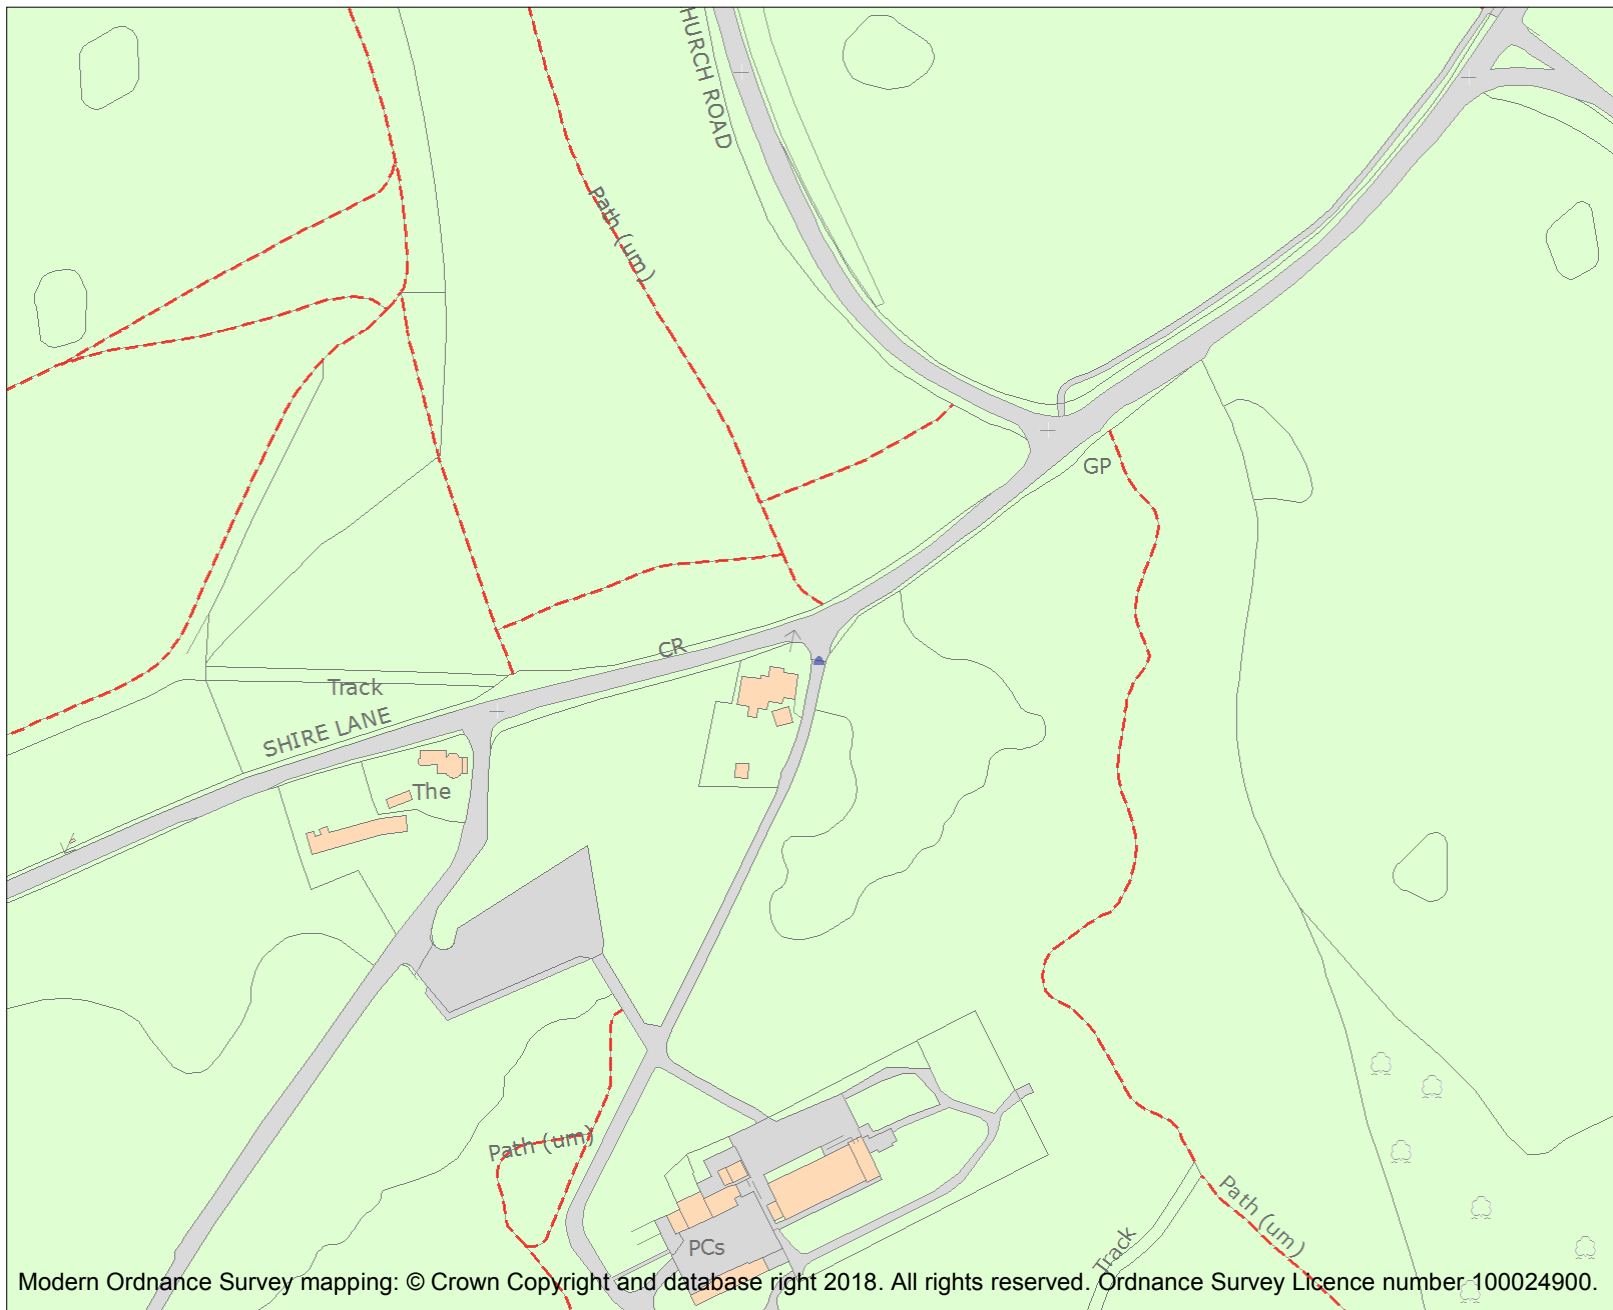 HURCH ROAD
Path (um)
GP
CR
Track
SHIRE LANE
The
Path (um)
Path (um)
Track
PCs
Modern Ordnance Survey mapping: © Crown Copyright and database right 2018. All rights reserved. Ordnance Survey Licence number 100024900.